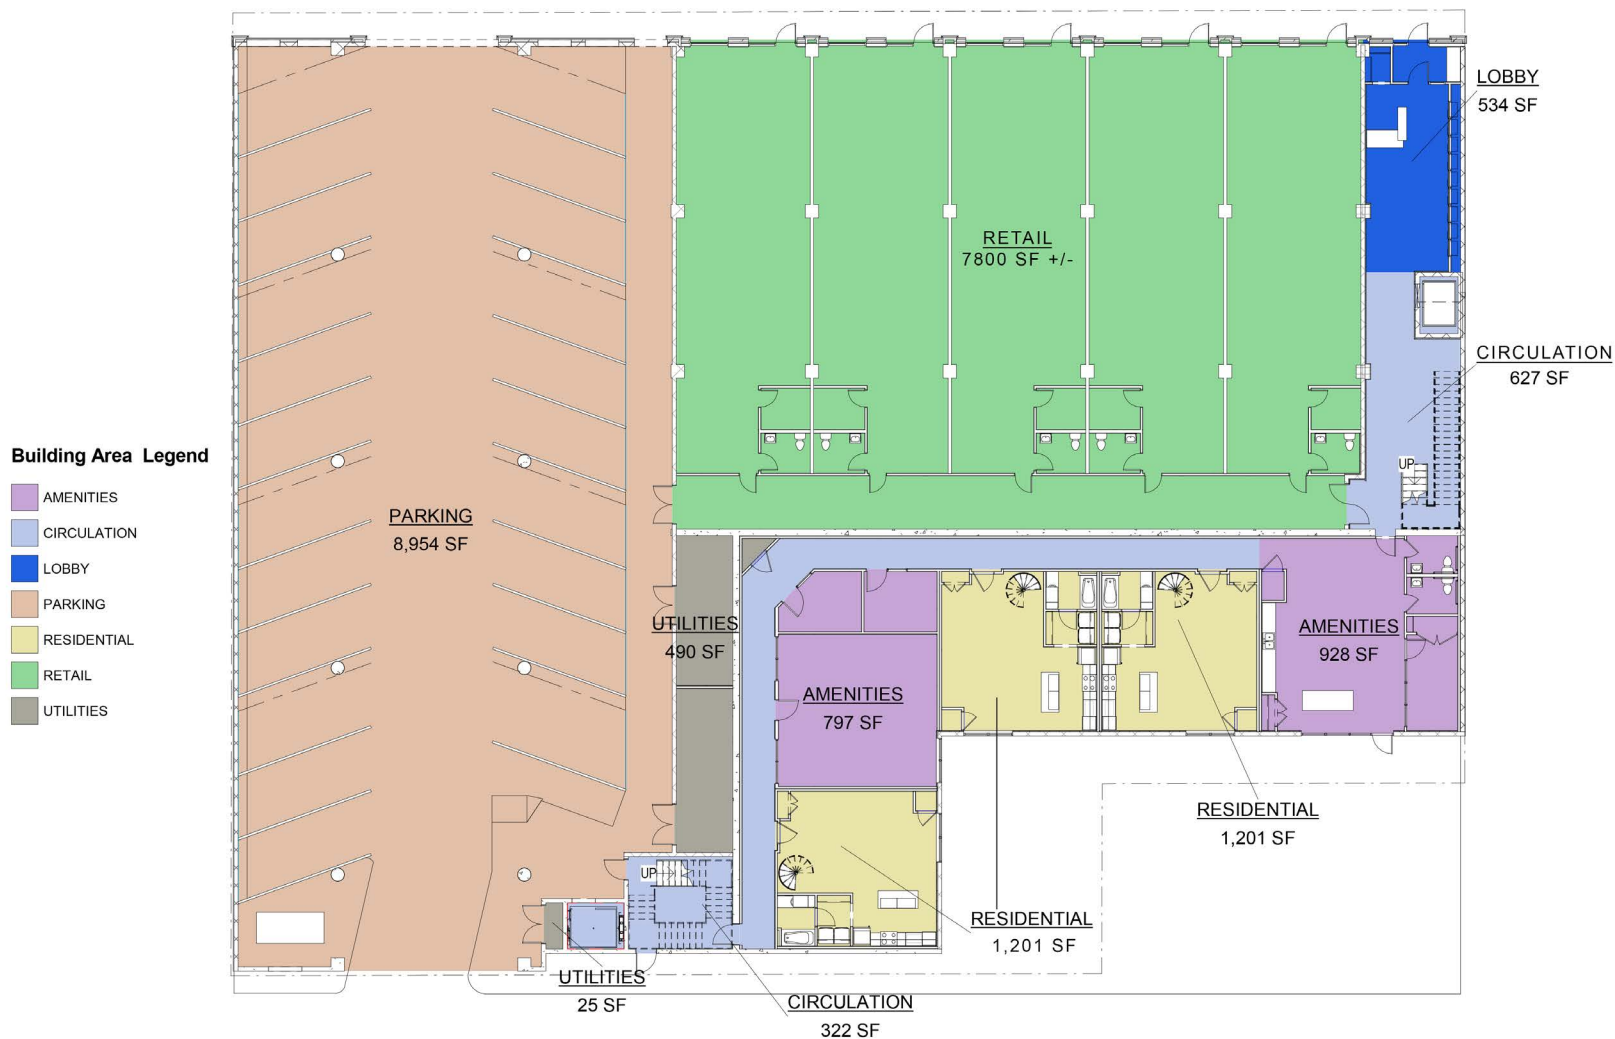 LOBBY
534 SF
RETAIL
7800 SF +/-
CIRCULATION
627 SF
UP
Building Area Legend
AMENITIES
CIRCULATION
LOBBY
PARKING
RESIDENTIAL
RETAIL
UTILITIES
PARKING
8,954 SF
UTILITIES
490 SF
AMENITIES
928 SF
AMENITIES
797 SF
RESIDENTIAL
1,201 SF
UP
RESIDENTIAL
1,201 SF
UTILITIES
25 SF
CIRCULATION
322 SF